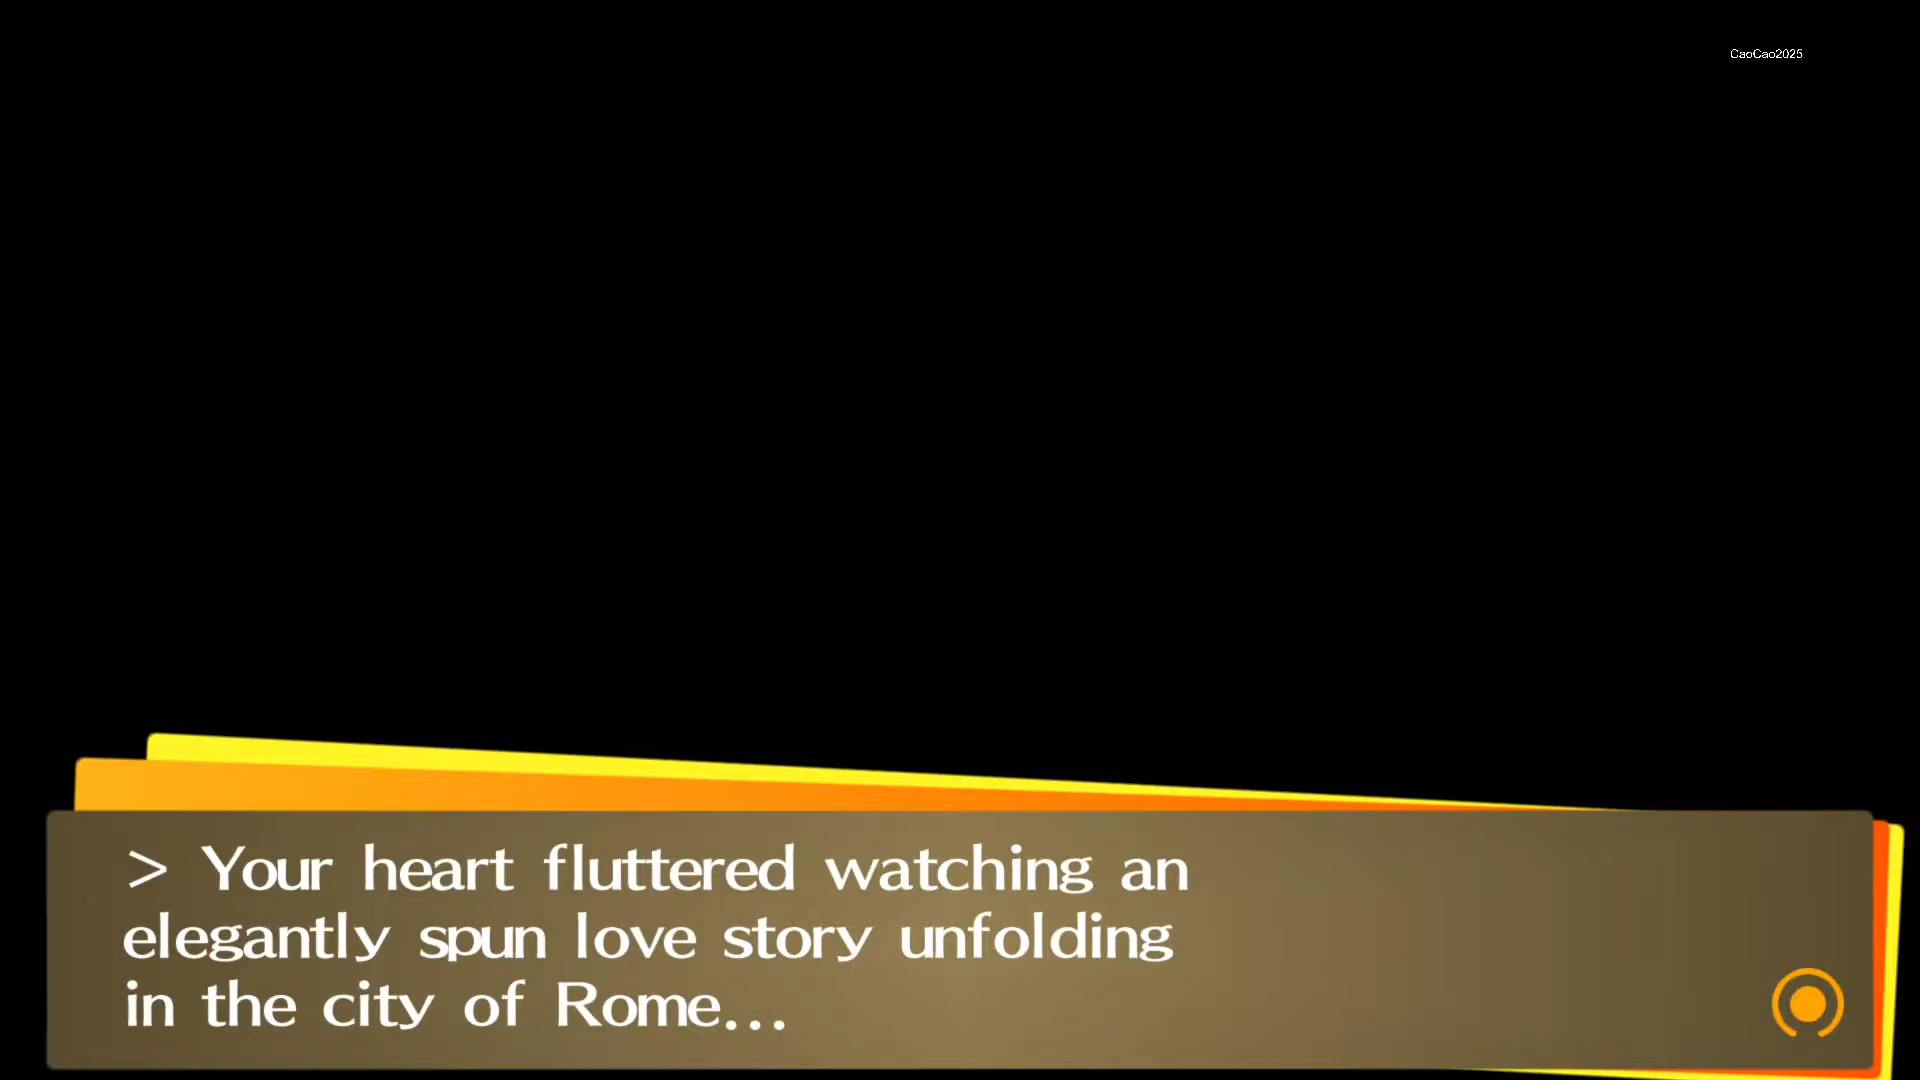 CaoCao2025
> Your heart fluttered watching an
elegantly spun love story unfolding
in the city of Rome...